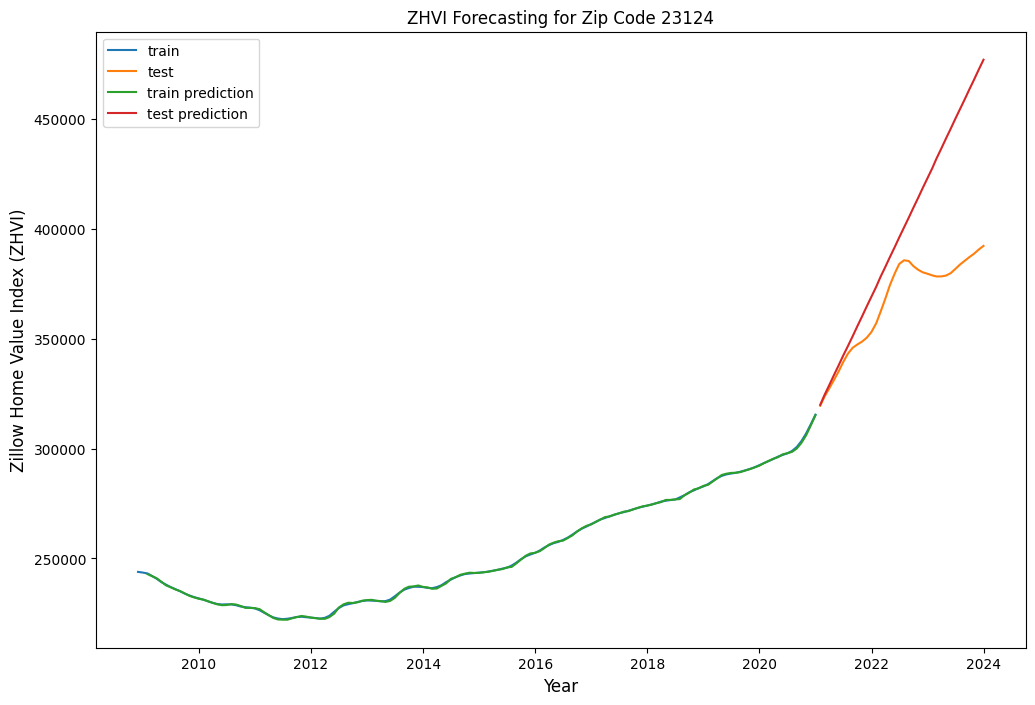 ZHVI Forecasting for Zip Code 23124
train
test
train prediction
test prediction
450000
400000
350000
300000
250000
Zillow Home Value Index (ZHVI)
2010
2012
2014
2016
2018
2020
2022
2024
Year